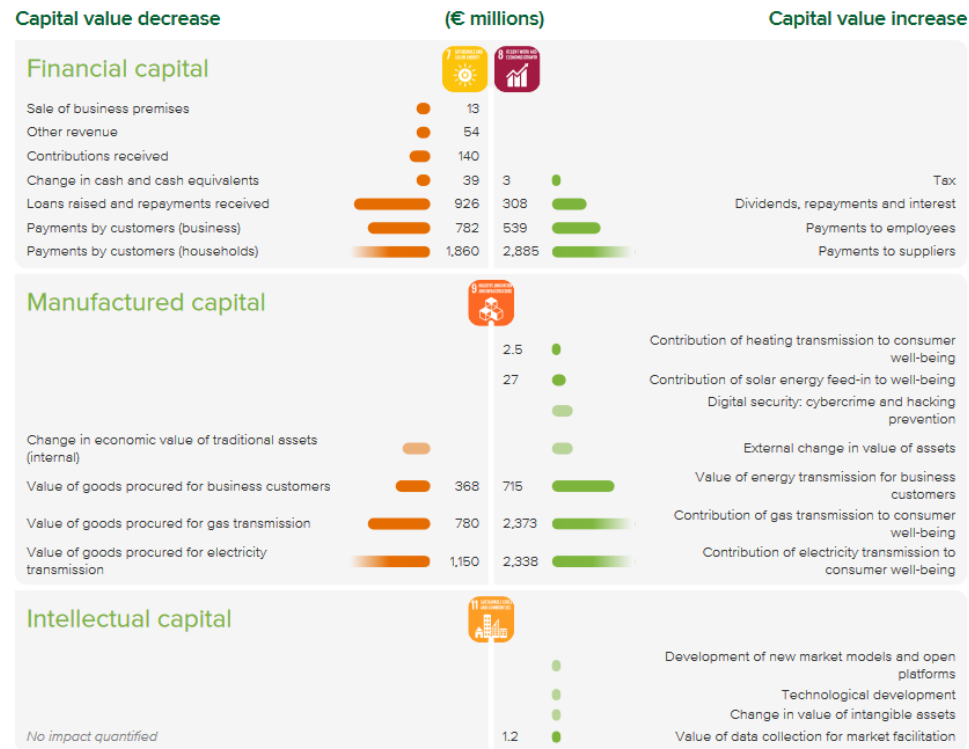 Capital value decrease (€ millions) Capital value increase
Financial capital
7
8
Sale of business premises 13
Other revenue 54
Contributions received 140
Change in cash and cash equivalents 39 3 Tax
Loans raised and repayments received 926 308 Dividends, repayments and interest
Payments by customers (business) 782 539 Payments to employees
Payments by customers (households) 1,860 2,885 Payments to suppliers
Manufactured capital
9
2.5 Contribution of heating transmission to consumer
well-being
27 Contribution of solar energy feed-in to well-being
Digital security: cybercrime and hacking
prevention
Change in economic value of traditional assets
(internal)
External change in value of assets
Value of goods procured for business customers 368 715 Value of energy transmission for business
customers
Value of goods procured for gas transmission 780 2,373 Contribution of gas transmission to consumer
well-being
Value of goods procured for electricity
transmission 1,150 2,338 Contribution of electricity transmission to
consumer well-being
Intellectual capital
11
Development of new market models and open
platforms
Technological development
Change in value of intangible assets
No impact quantified 1.2 Value of data collection for market facilitation